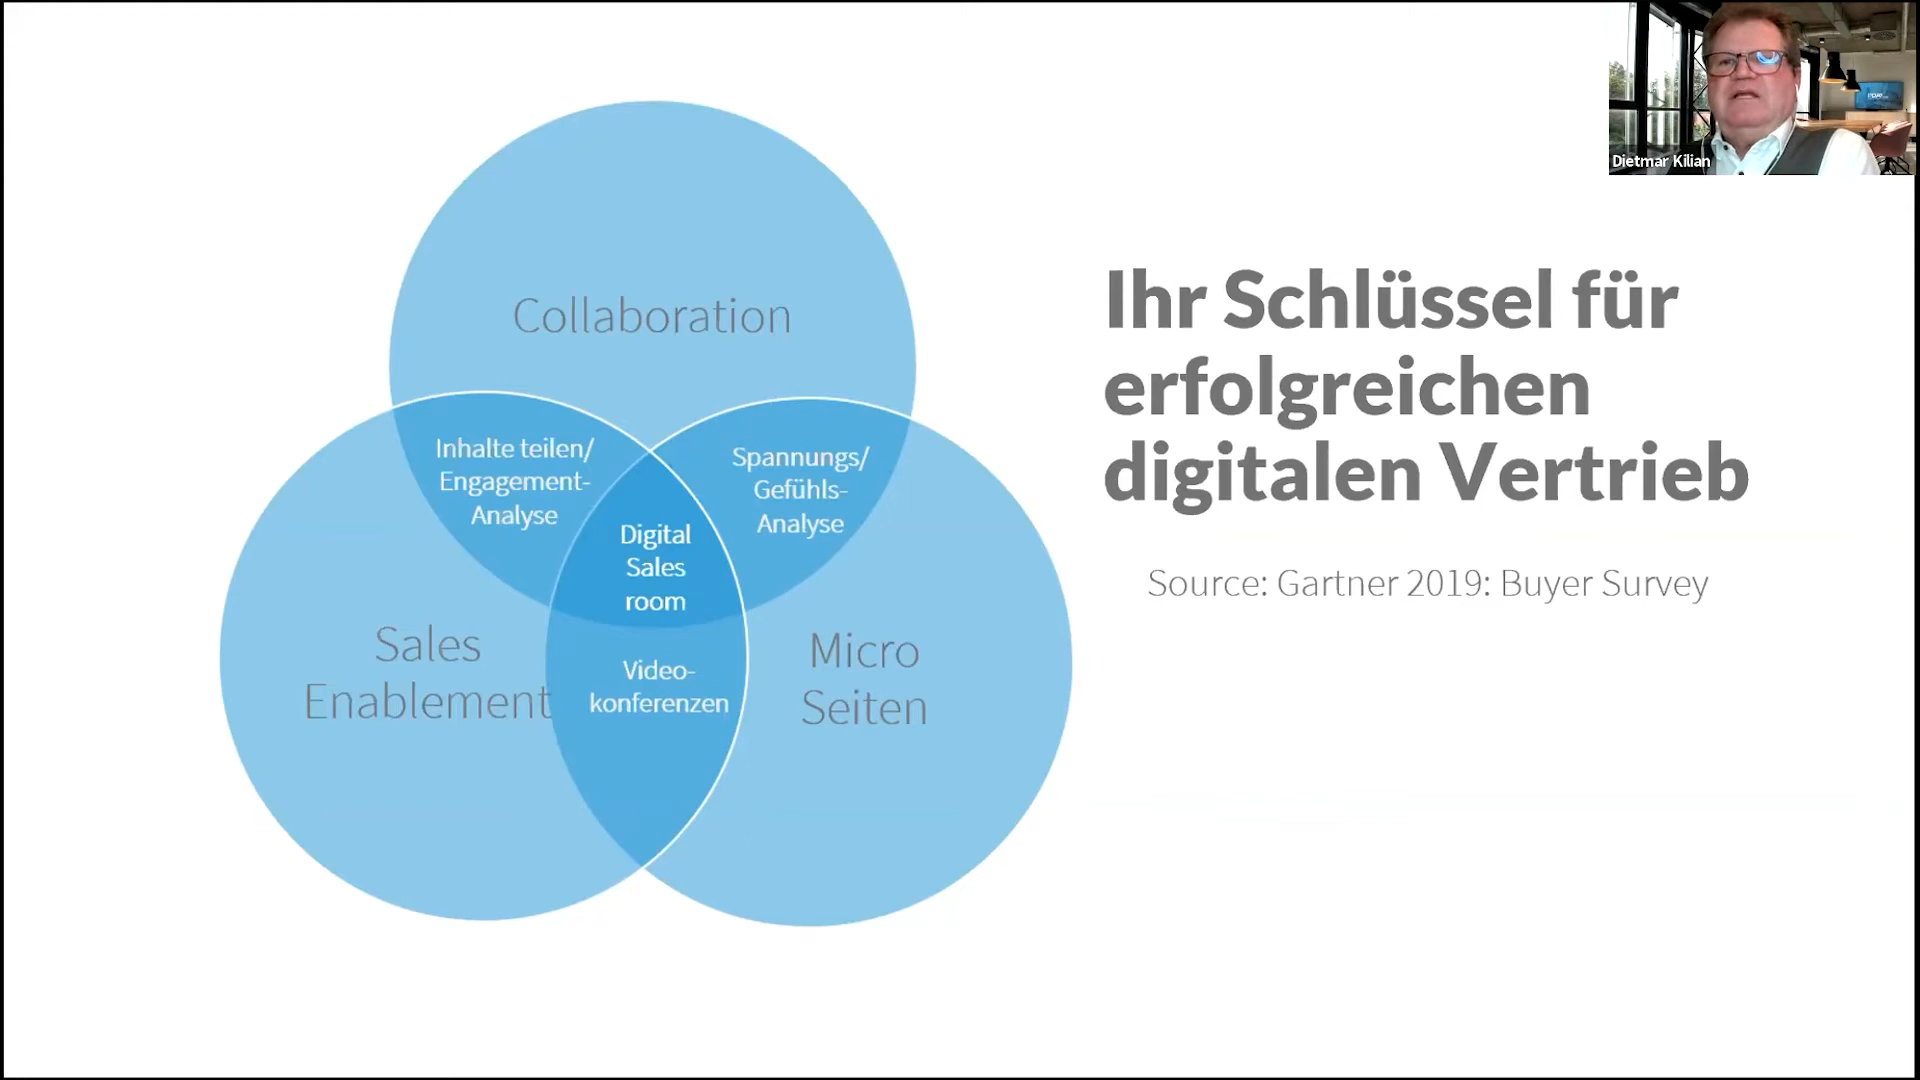 Dietmar Kilian
Collaboration
Inhalte teilen/
Engagement-
Analyse
Spannungs/
Gefühls-
Analyse
Digital
Sales
room
Sales
Enablement
Video-
konferenzen
Micro
Seiten
Ihr Schlüssel für
erfolgreichen
digitalen Vertrieb
Source: Gartner 2019: Buyer Survey